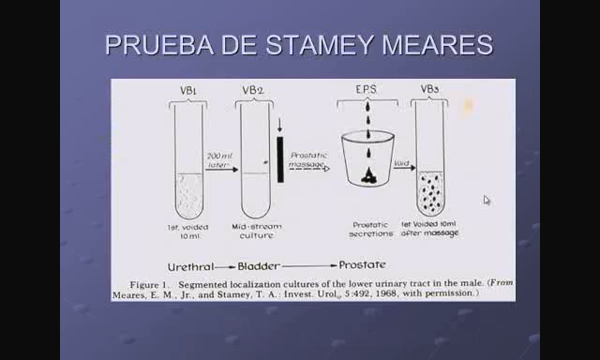 PRUEBA DE STAMEY MEARES
VB1 VB2 E.P.S. VB3
200 ml later
Prostatic massage
Void
1st. voided 10 ml.
Mid-stream culture
Prostatic secretions
1st Voided 10ml after massage
Urethral Bladder Prostate
Figure 1. Segmented localization cultures of the lower urinary tract in the male. (From
Meares, E. M., Jr., and Stamey, T. A.: Invest. Urol., 5:492, 1968, with permission.)